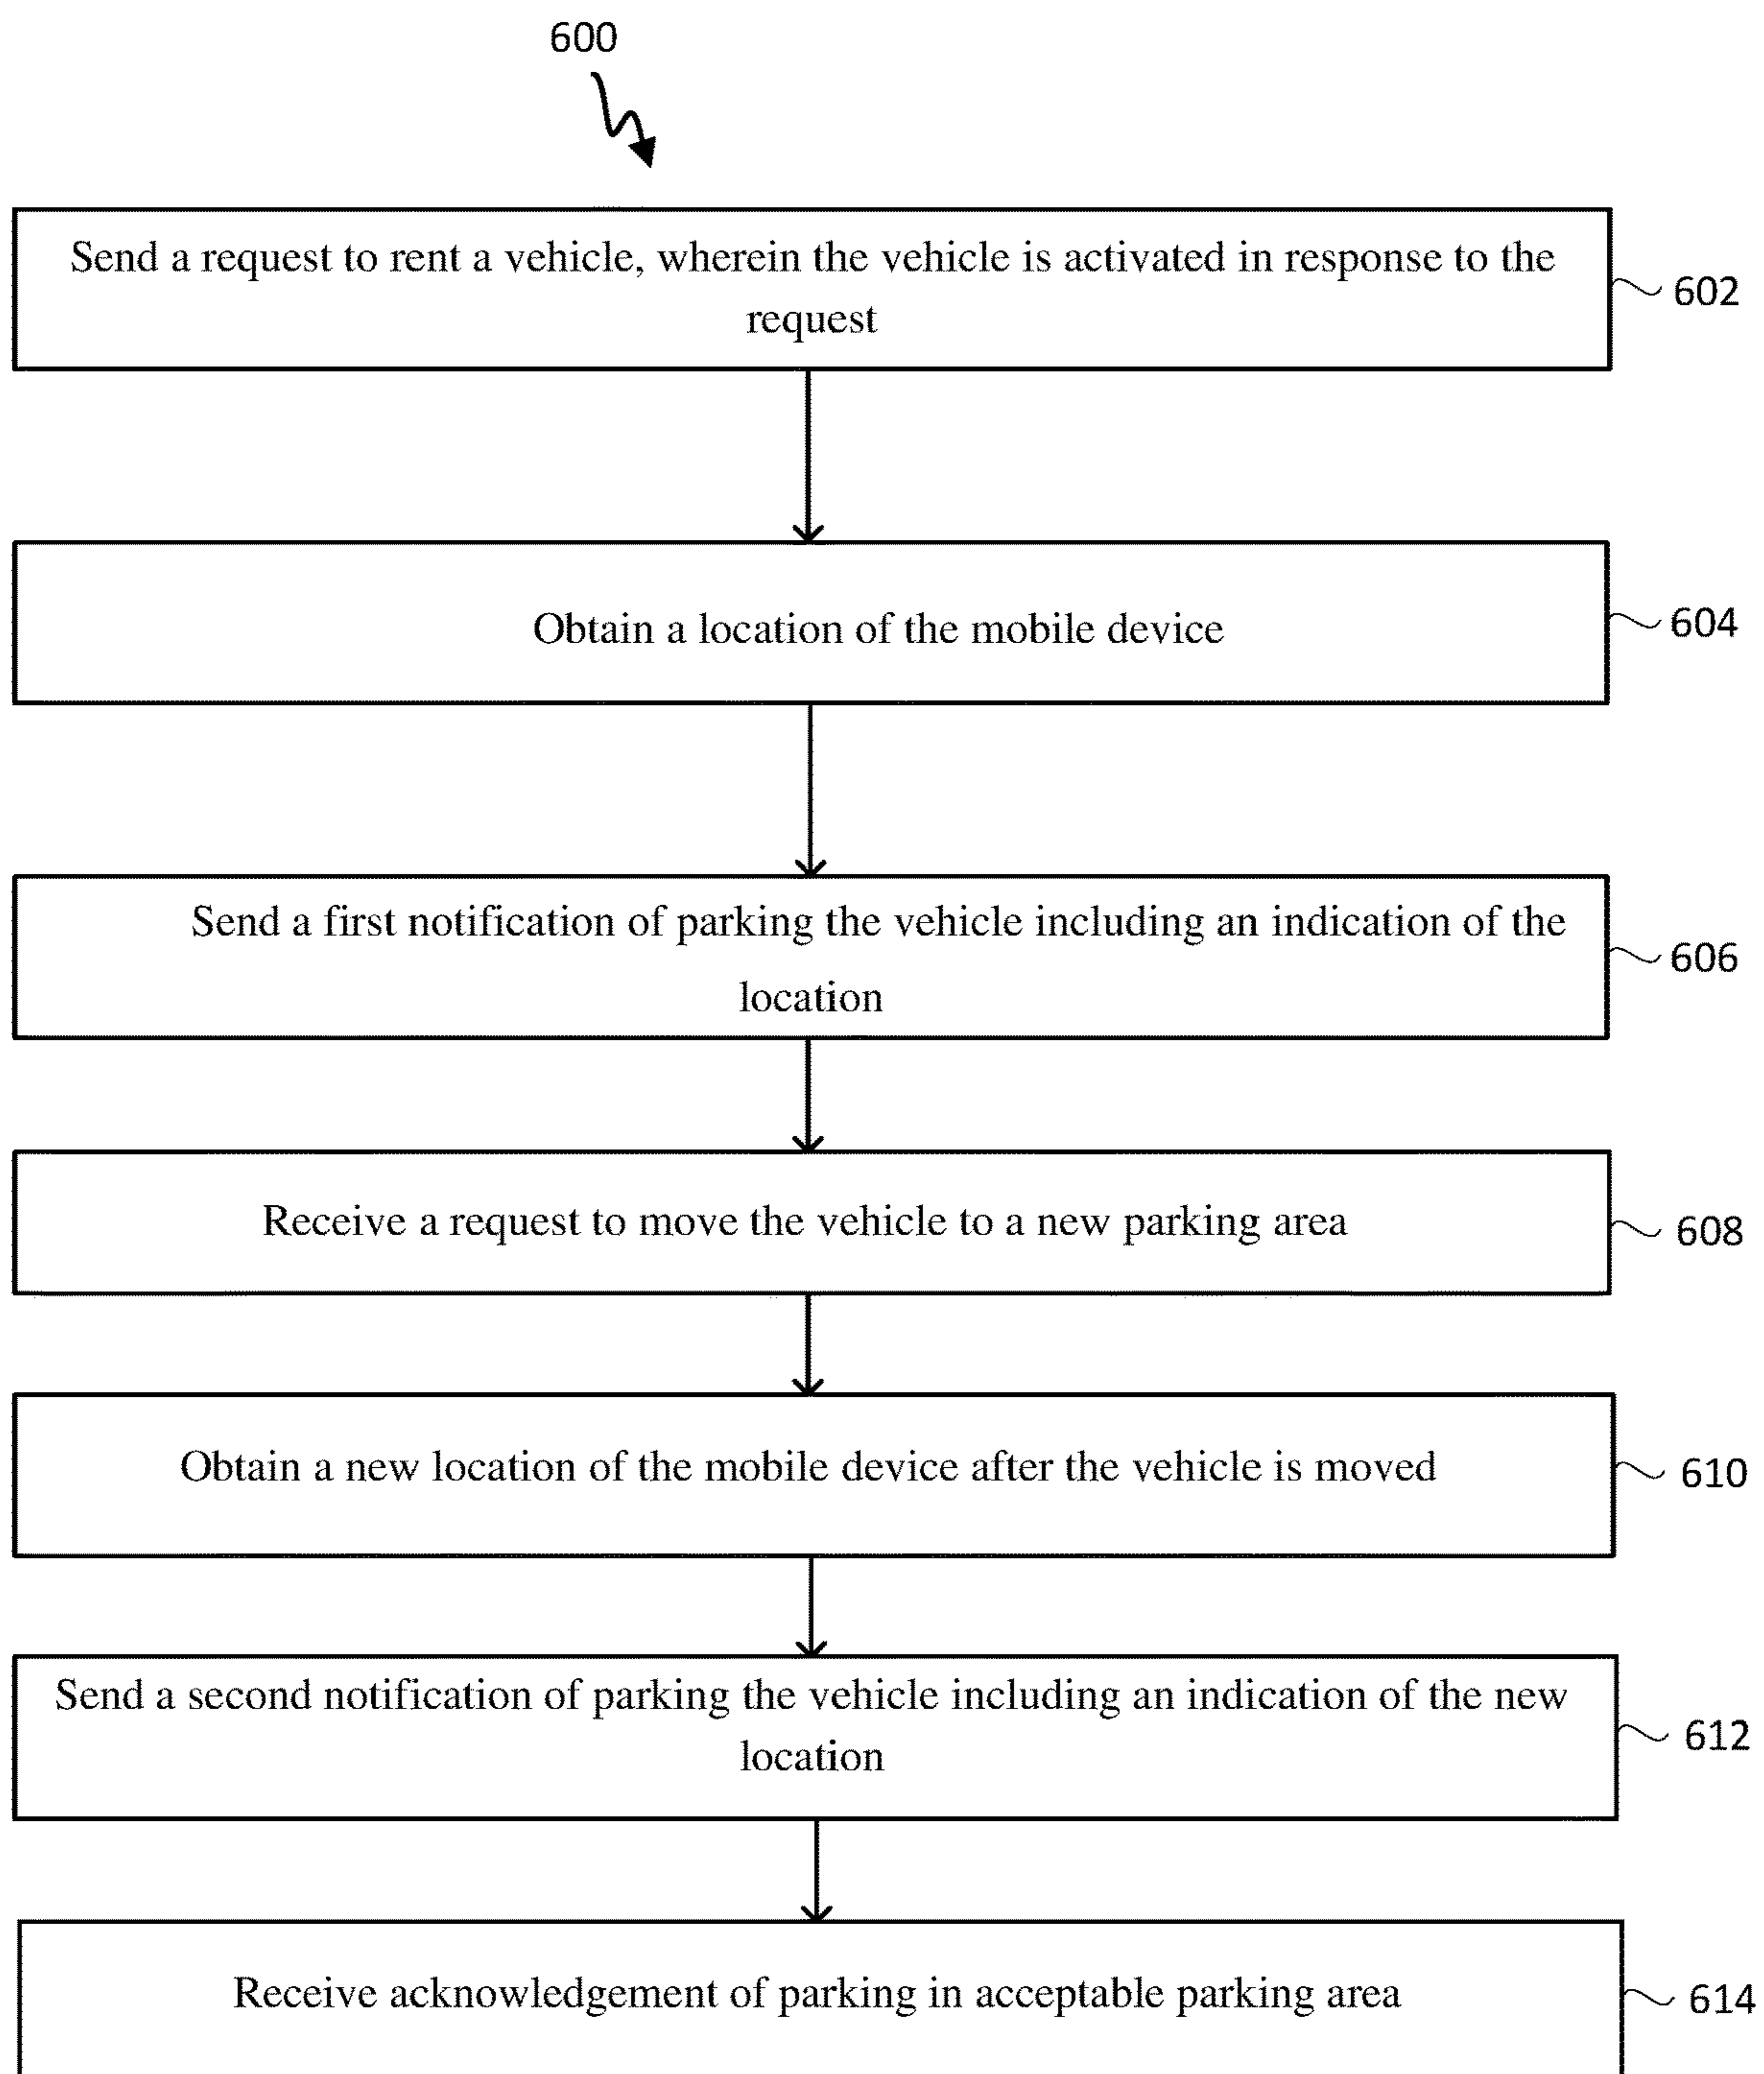 600
Send a request to rent a vehicle, wherein the vehicle is activated in response to the
request
602
Obtain a location of the mobile device
604
Send a first notification of parking the vehicle including an indication of the
location
606
Receive a request to move the vehicle to a new parking area
608
Obtain a new location of the mobile device after the vehicle is moved
610
Send a second notification of parking the vehicle including an indication of the new
location
612
Receive acknowledgement of parking in acceptable parking area
614